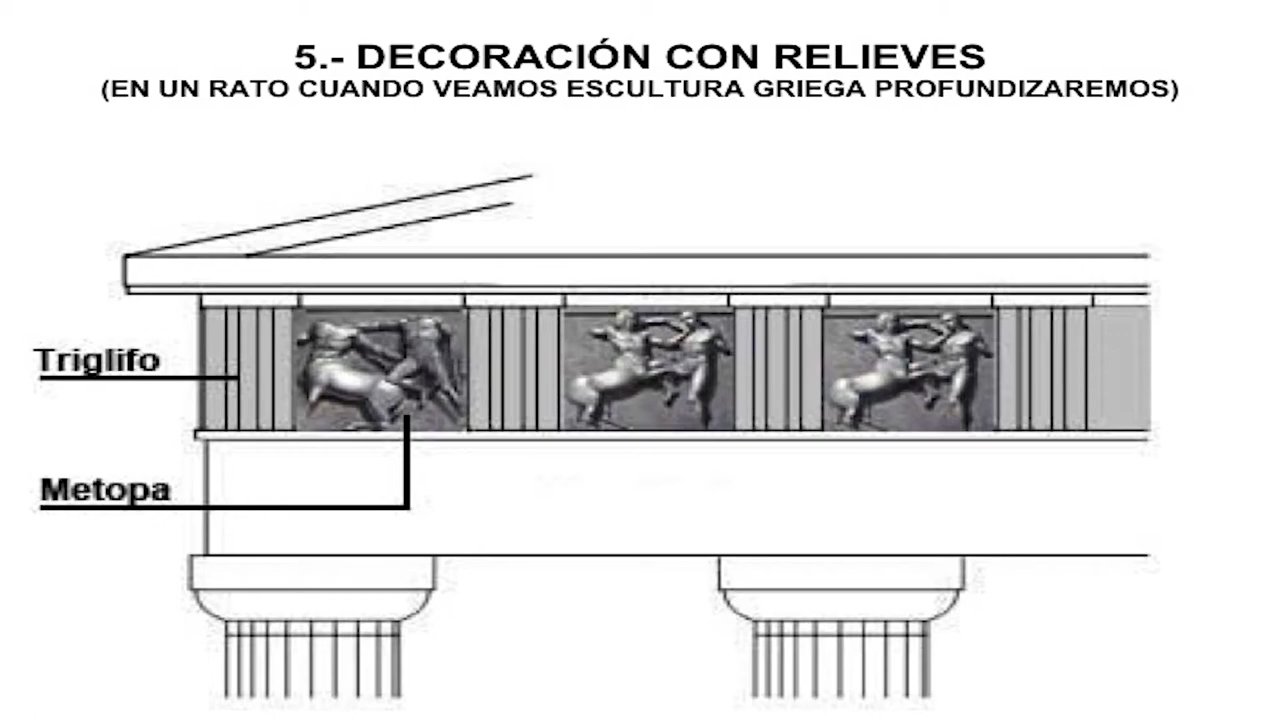 5.- DECORACIÓN CON RELIEVES
(EN UN RATO CUANDO VEAMOS ESCULTURA GRIEGA PROFUNDIZAREMOS)
Triglifo
Metopa